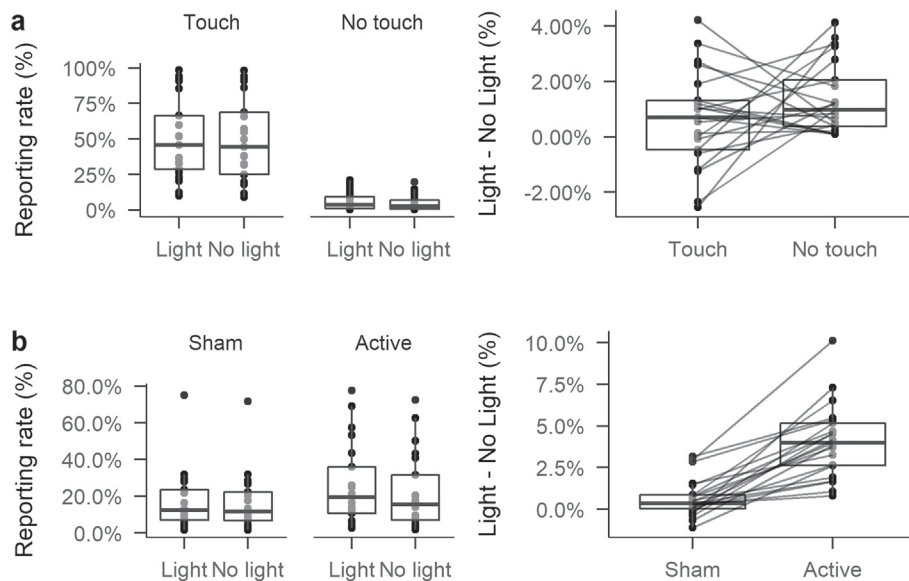 a
Touch
No touch
Reporting rate (%)
100%
75%
50%
25%
0%
Light No light
Light No light
Light - No Light (%)
4.00%
2.00%
0.00%
-2.00%
Touch
No touch
b
Sham
Active
Reporting rate (%)
80.0%
60.0%
40.0%
20.0%
0.0%
Light No light
Light No light
Light - No Light (%)
10.0%
7.5%
5.0%
2.5%
0.0%
Sham
Active